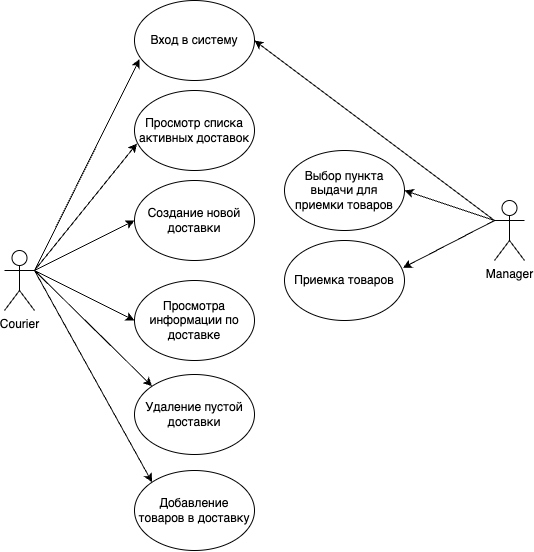 Вход в систему
Просмотр списка
активных доставок
Выбор пункта
выдачи для
приемки товаров
Создание новой
доставки
Manager
Приемка товаров
Courier
Просмотра
информации по
доставке
Удаление пустой
доставки
Добавление
товаров в доставку